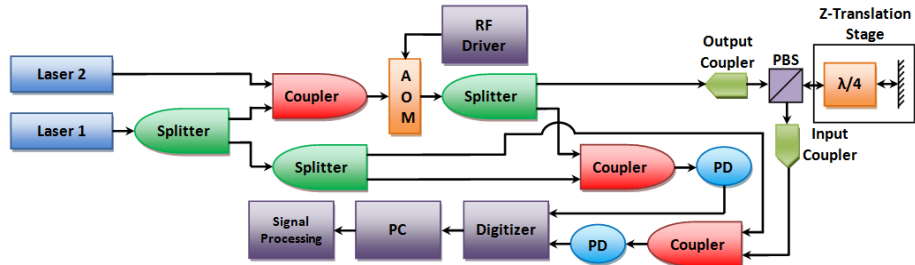 Z-Translation
Stage
RF
Driver
Output
Coupler
PBS
Laser 2
Coupler
A
O
M
Splitter
λ/4
Laser 1
Splitter
Input
Coupler
Splitter
Coupler
PD
Signal
Processing
PC
Digitizer
PD
Coupler